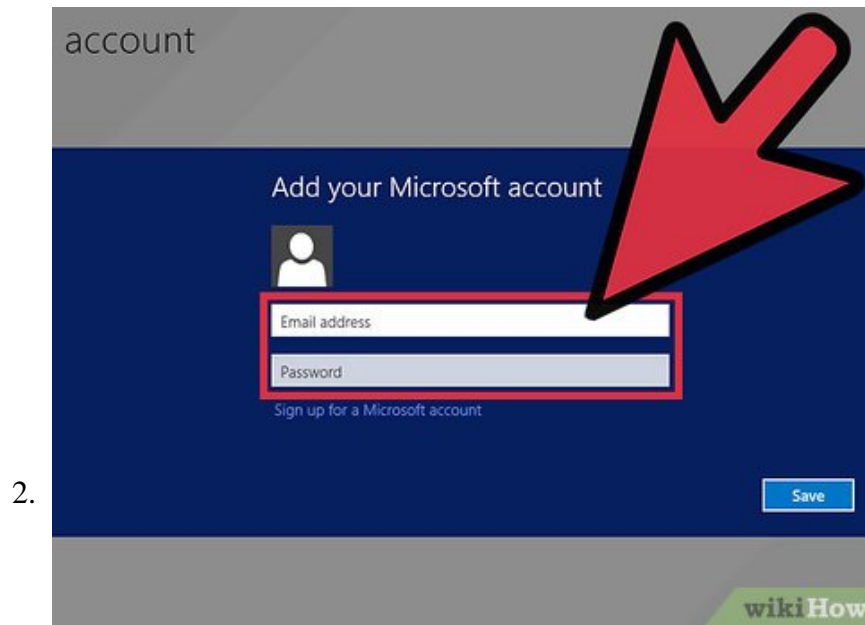 account
Add your Microsoft account
Email address
Password
Sign up for a Microsoft account
2.
Save
wikiHow